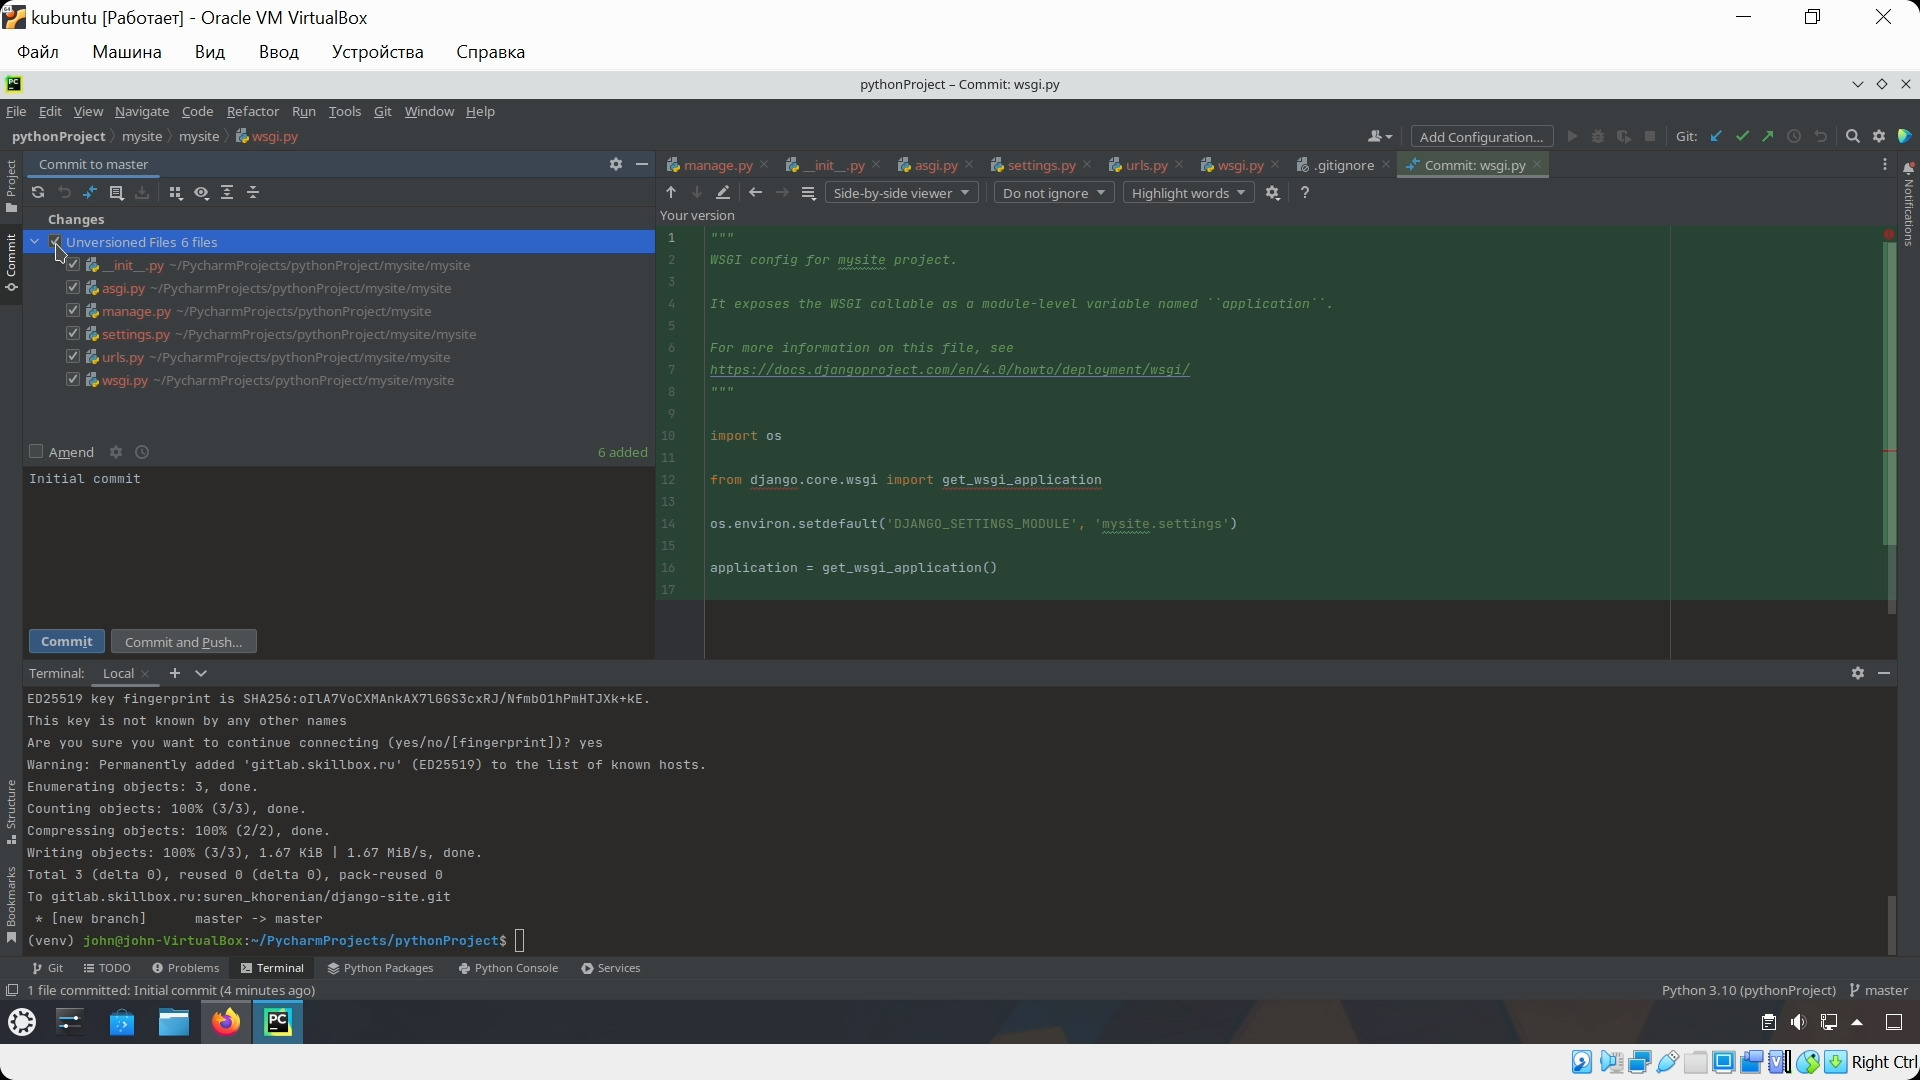 kubuntu [Работает] - Oracle VM VirtualBox
Файл Машина Вид Ввод Устройства Справка
pythonProject – Commit: wsgi.py
File Edit View Navigate Code Refactor Run Tools Git Window Help
pythonProject mysite mysite wsgi.py
Add Configuration... Git:
Project
Commit
Structure
Bookmarks
Notifications
Commit to master
Changes
Unversioned Files 6 files
__init__.py ~/PycharmProjects/pythonProject/mysite/mysite
asgi.py ~/PycharmProjects/pythonProject/mysite/mysite
manage.py ~/PycharmProjects/pythonProject/mysite
settings.py ~/PycharmProjects/pythonProject/mysite/mysite
urls.py ~/PycharmProjects/pythonProject/mysite/mysite
wsgi.py ~/PycharmProjects/pythonProject/mysite/mysite
Amend 6 added
Initial commit
Commit Commit and Push...
manage.py __init__.py asgi.py settings.py urls.py wsgi.py .gitignore Commit: wsgi.py
Side-by-side viewer Do not ignore Highlight words ?
Your version
1 """
2 WSGI config for mysite project.
3
4 It exposes the WSGI callable as a module-level variable named ``application``.
5
6 For more information on this file, see
7 https://docs.djangoproject.com/en/4.0/howto/deployment/wsgi/
8 """
9
10 import os
11
12 from django.core.wsgi import get_wsgi_application
13
14 os.environ.setdefault('DJANGO_SETTINGS_MODULE', 'mysite.settings')
15
16 application = get_wsgi_application()
17
Terminal: Local
ED25519 key fingerprint is SHA256:oIlA7VoCXMAnkAX7lGGS3cxRJ/NfmbO1hPmHTJXk+kE.
This key is not known by any other names
Are you sure you want to continue connecting (yes/no/[fingerprint])? yes
Warning: Permanently added 'gitlab.skillbox.ru' (ED25519) to the list of known hosts.
Enumerating objects: 3, done.
Counting objects: 100% (3/3), done.
Compressing objects: 100% (2/2), done.
Writing objects: 100% (3/3), 1.67 KiB | 1.67 MiB/s, done.
Total 3 (delta 0), reused 0 (delta 0), pack-reused 0
To gitlab.skillbox.ru:suren_khorenian/django-site.git
* [new branch] master -> master
(venv) john@john-VirtualBox:~/PycharmProjects/pythonProject$
Git TODO Problems Terminal Python Packages Python Console Services
1 file committed: Initial commit (4 minutes ago) Python 3.10 (pythonProject) master
PC
Right Ctrl